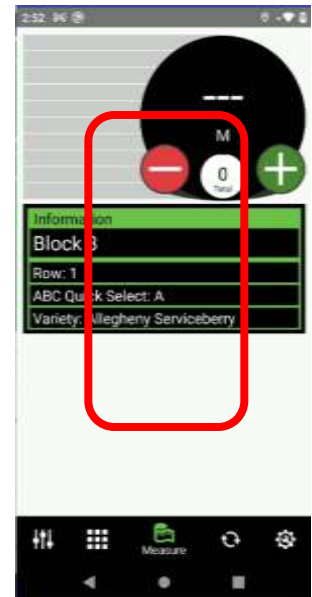 2:52
---
M
0
Total
Information
Block 3
Row: 1
ABC Quick Select: A
Variety: Allegheny Serviceberry
Measure